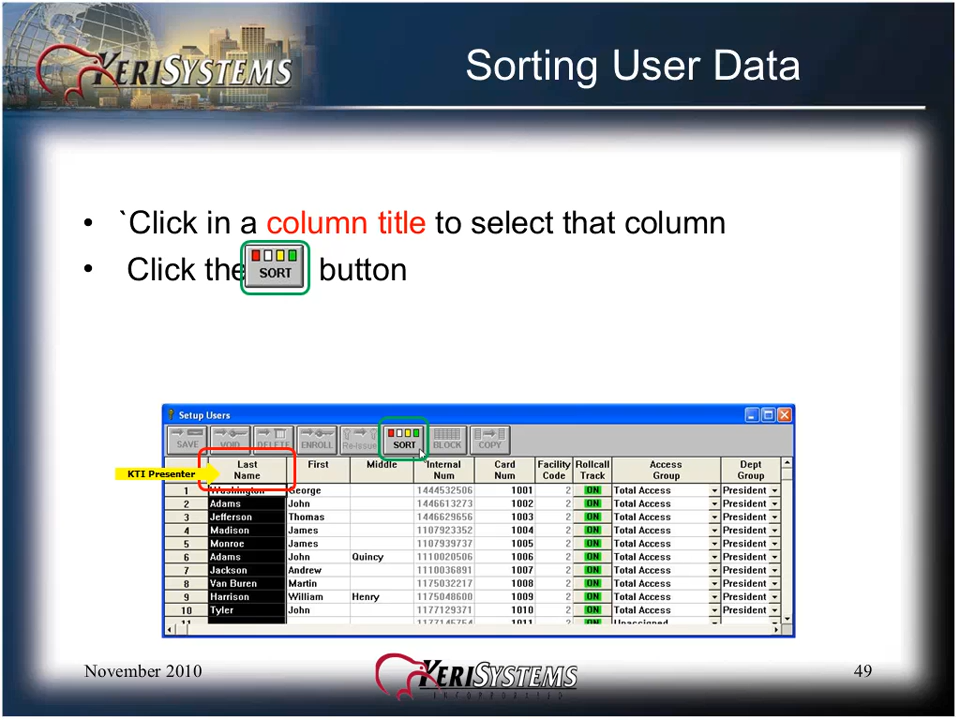 KERISYSTEMS
Sorting User Data
• `Click in a column title to select that column
• Click the SORT button
Setup Users
SAVE VOID DELETE ENROLL Re-Issue SORT BLOCK COPY
KTI Presenter
Last Name First Middle Internal Num Card Num Facility Code Rollcall Track Access Group Dept Group
1 Washington George 1444532506 1001 2 ON Total Access President
2 Adams John 1446613273 1002 2 ON Total Access President
3 Jefferson Thomas 1446629656 1003 2 ON Total Access President
4 Madison James 1107923352 1004 2 ON Total Access President
5 Monroe James 1107939737 1005 2 ON Total Access President
6 Adams John Quincy 1110020506 1006 2 ON Total Access President
7 Jackson Andrew 1110036891 1007 2 ON Total Access President
8 Van Buren Martin 1175032217 1008 2 ON Total Access President
9 Harrison William Henry 1175048600 1009 2 ON Total Access President
10 Tyler John 1177129371 1010 2 ON Total Access President
11 1177145754 1011 2 ON Unassigned
November 2010
KERISYSTEMS
INCORPORATED
49